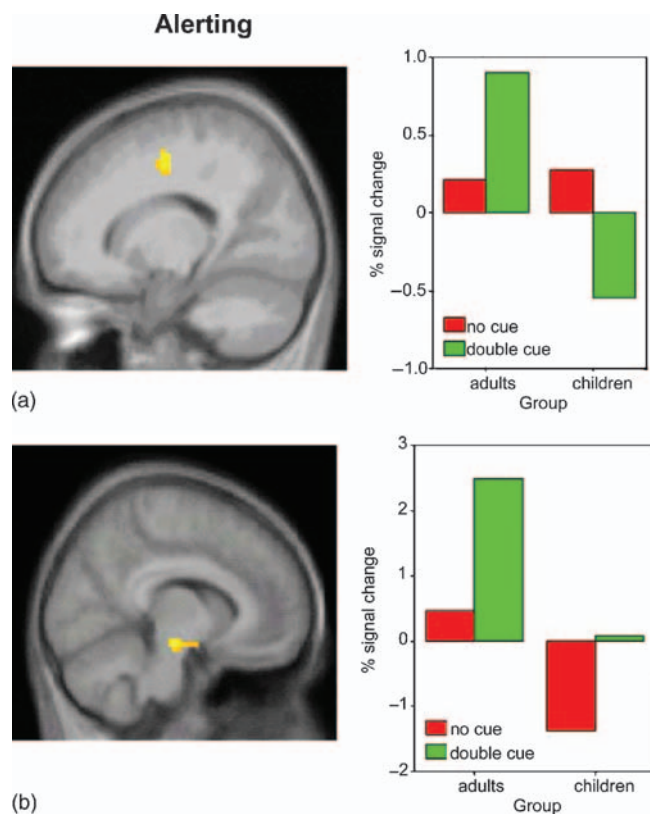 Alerting
1.0
0.5
0
–0.5
–1.0
% signal change
no cue
double cue
adults children
Group
(a)
3
2
1
0
–1
–2
% signal change
no cue
double cue
adults children
Group
(b)